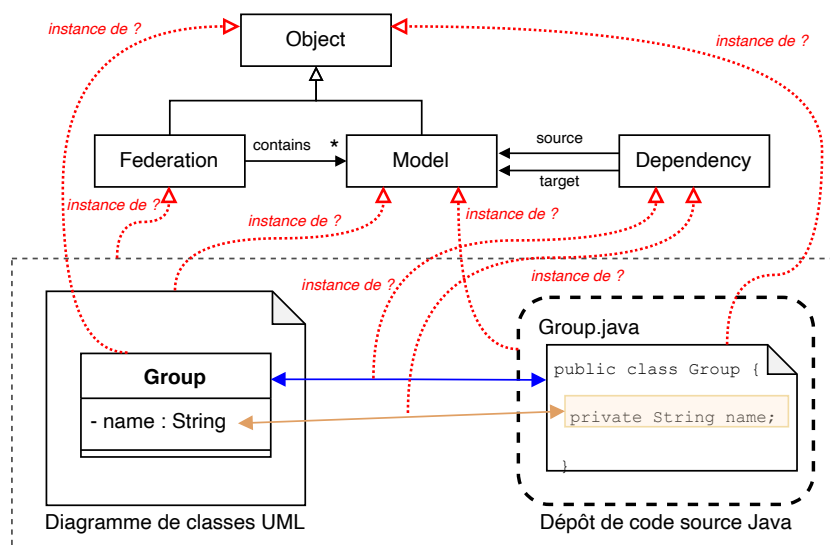 instance de ?
Object
instance de ?
Federation
contains
*
Model
source
target
Dependency
instance de ?
instance de ?
instance de ?
instance de ?
instance de ?
Group.java
public class Group {
Group
- name : String
private String name;
}
Diagramme de classes UML
Dépôt de code source Java